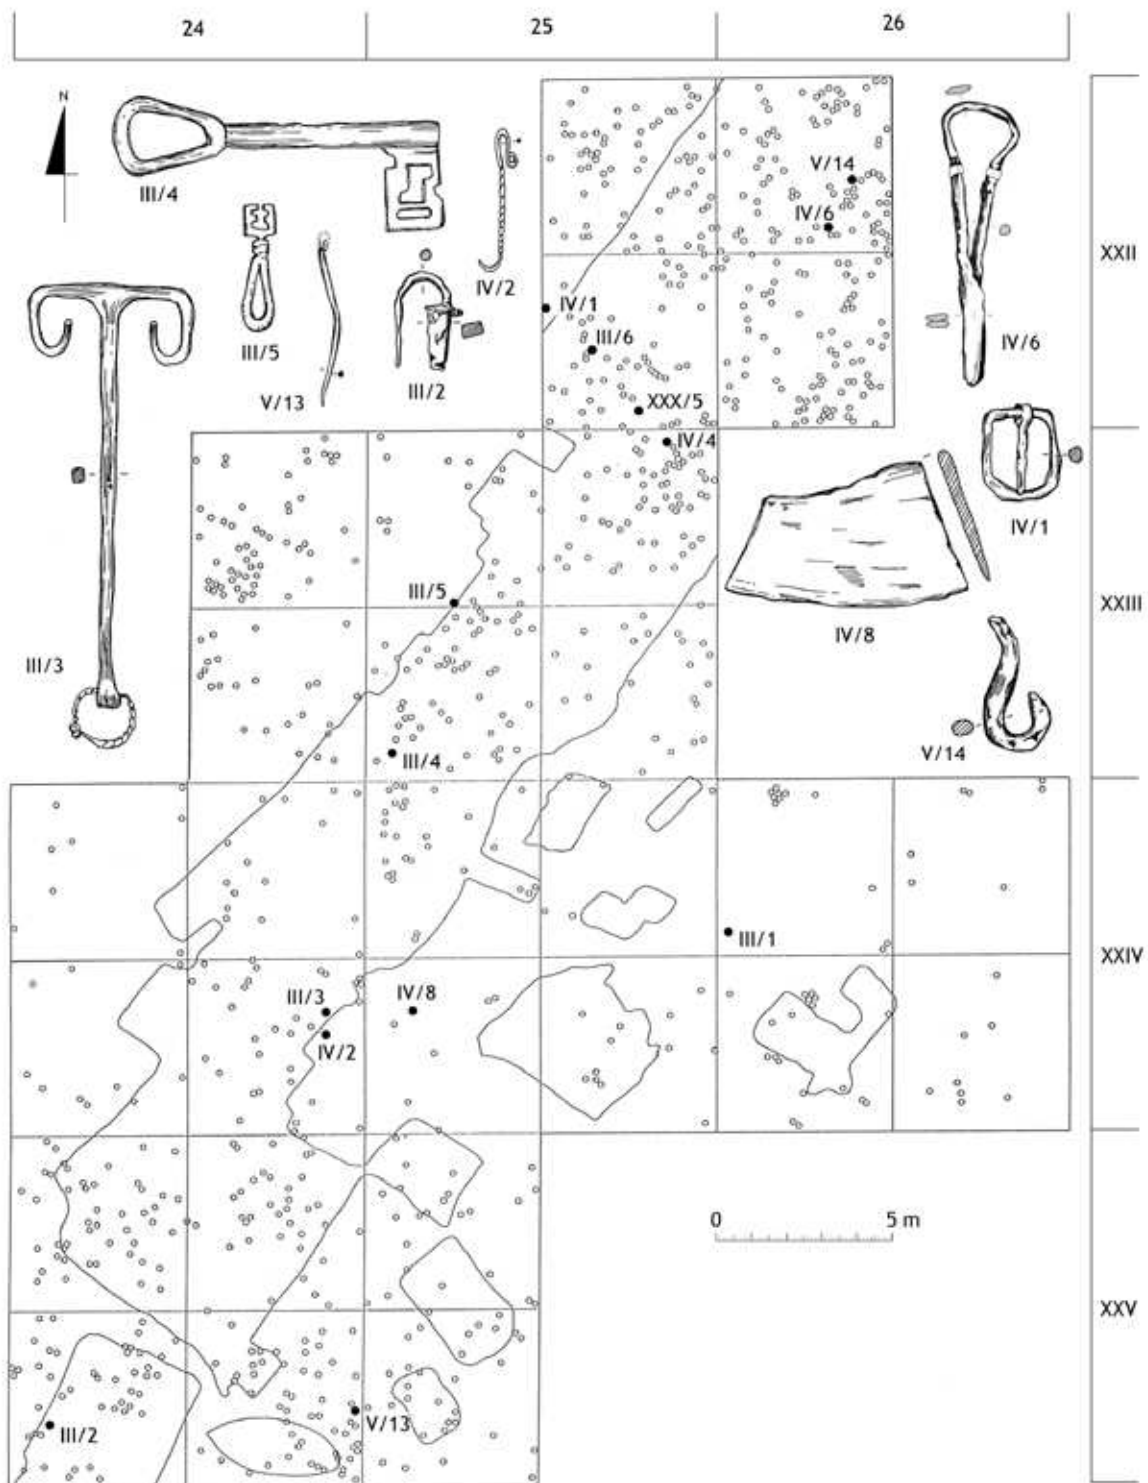 24 25 26
N
III/4
V/14
IV/6
XXII
IV/2
IV/1
III/5
III/6
IV/6
V/13
III/2
XXX/5
IV/4
IV/1
III/5
XXIII
IV/8
III/3
III/4
V/14
III/1
XXIV
III/3
IV/8
IV/2
0 5 m
XXV
III/2
V/13